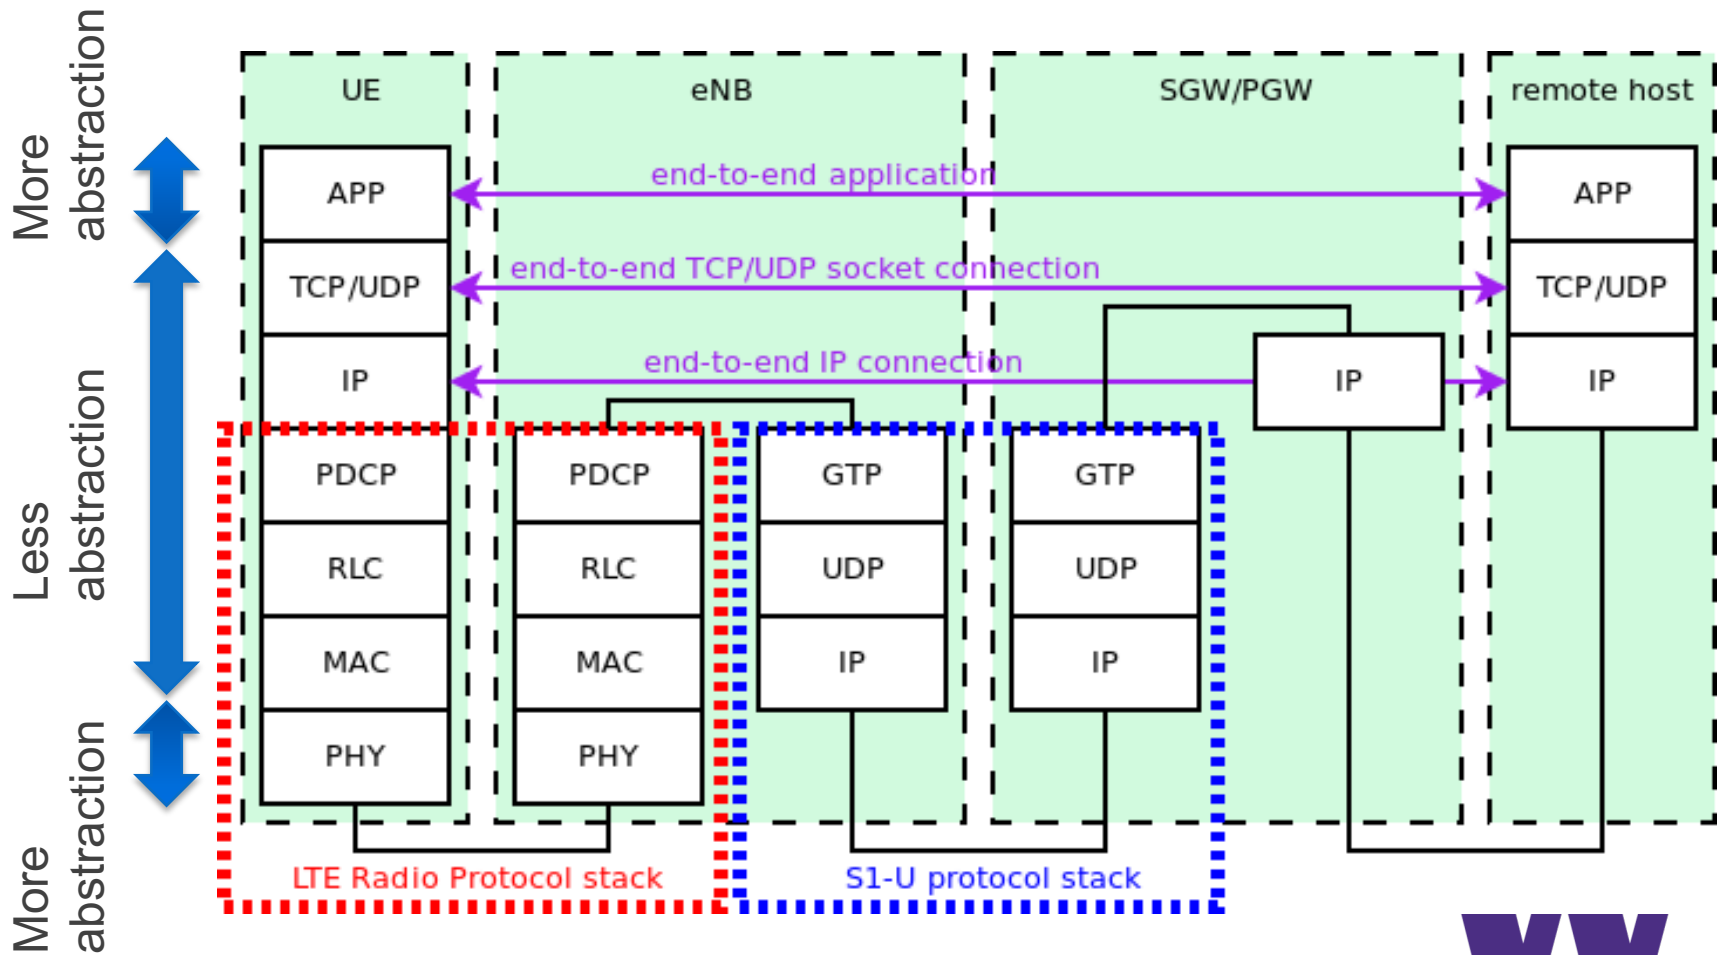 More
abstraction
Less
abstraction
More
abstraction
UE
eNB
SGW/PGW
remote host
end-to-end application
APP
APP
end-to-end TCP/UDP socket connection
TCP/UDP
TCP/UDP
end-to-end IP connection
IP
IP
IP
PDCP
PDCP
GTP
GTP
RLC
RLC
UDP
UDP
MAC
MAC
IP
IP
PHY
PHY
LTE Radio Protocol stack
S1-U protocol stack